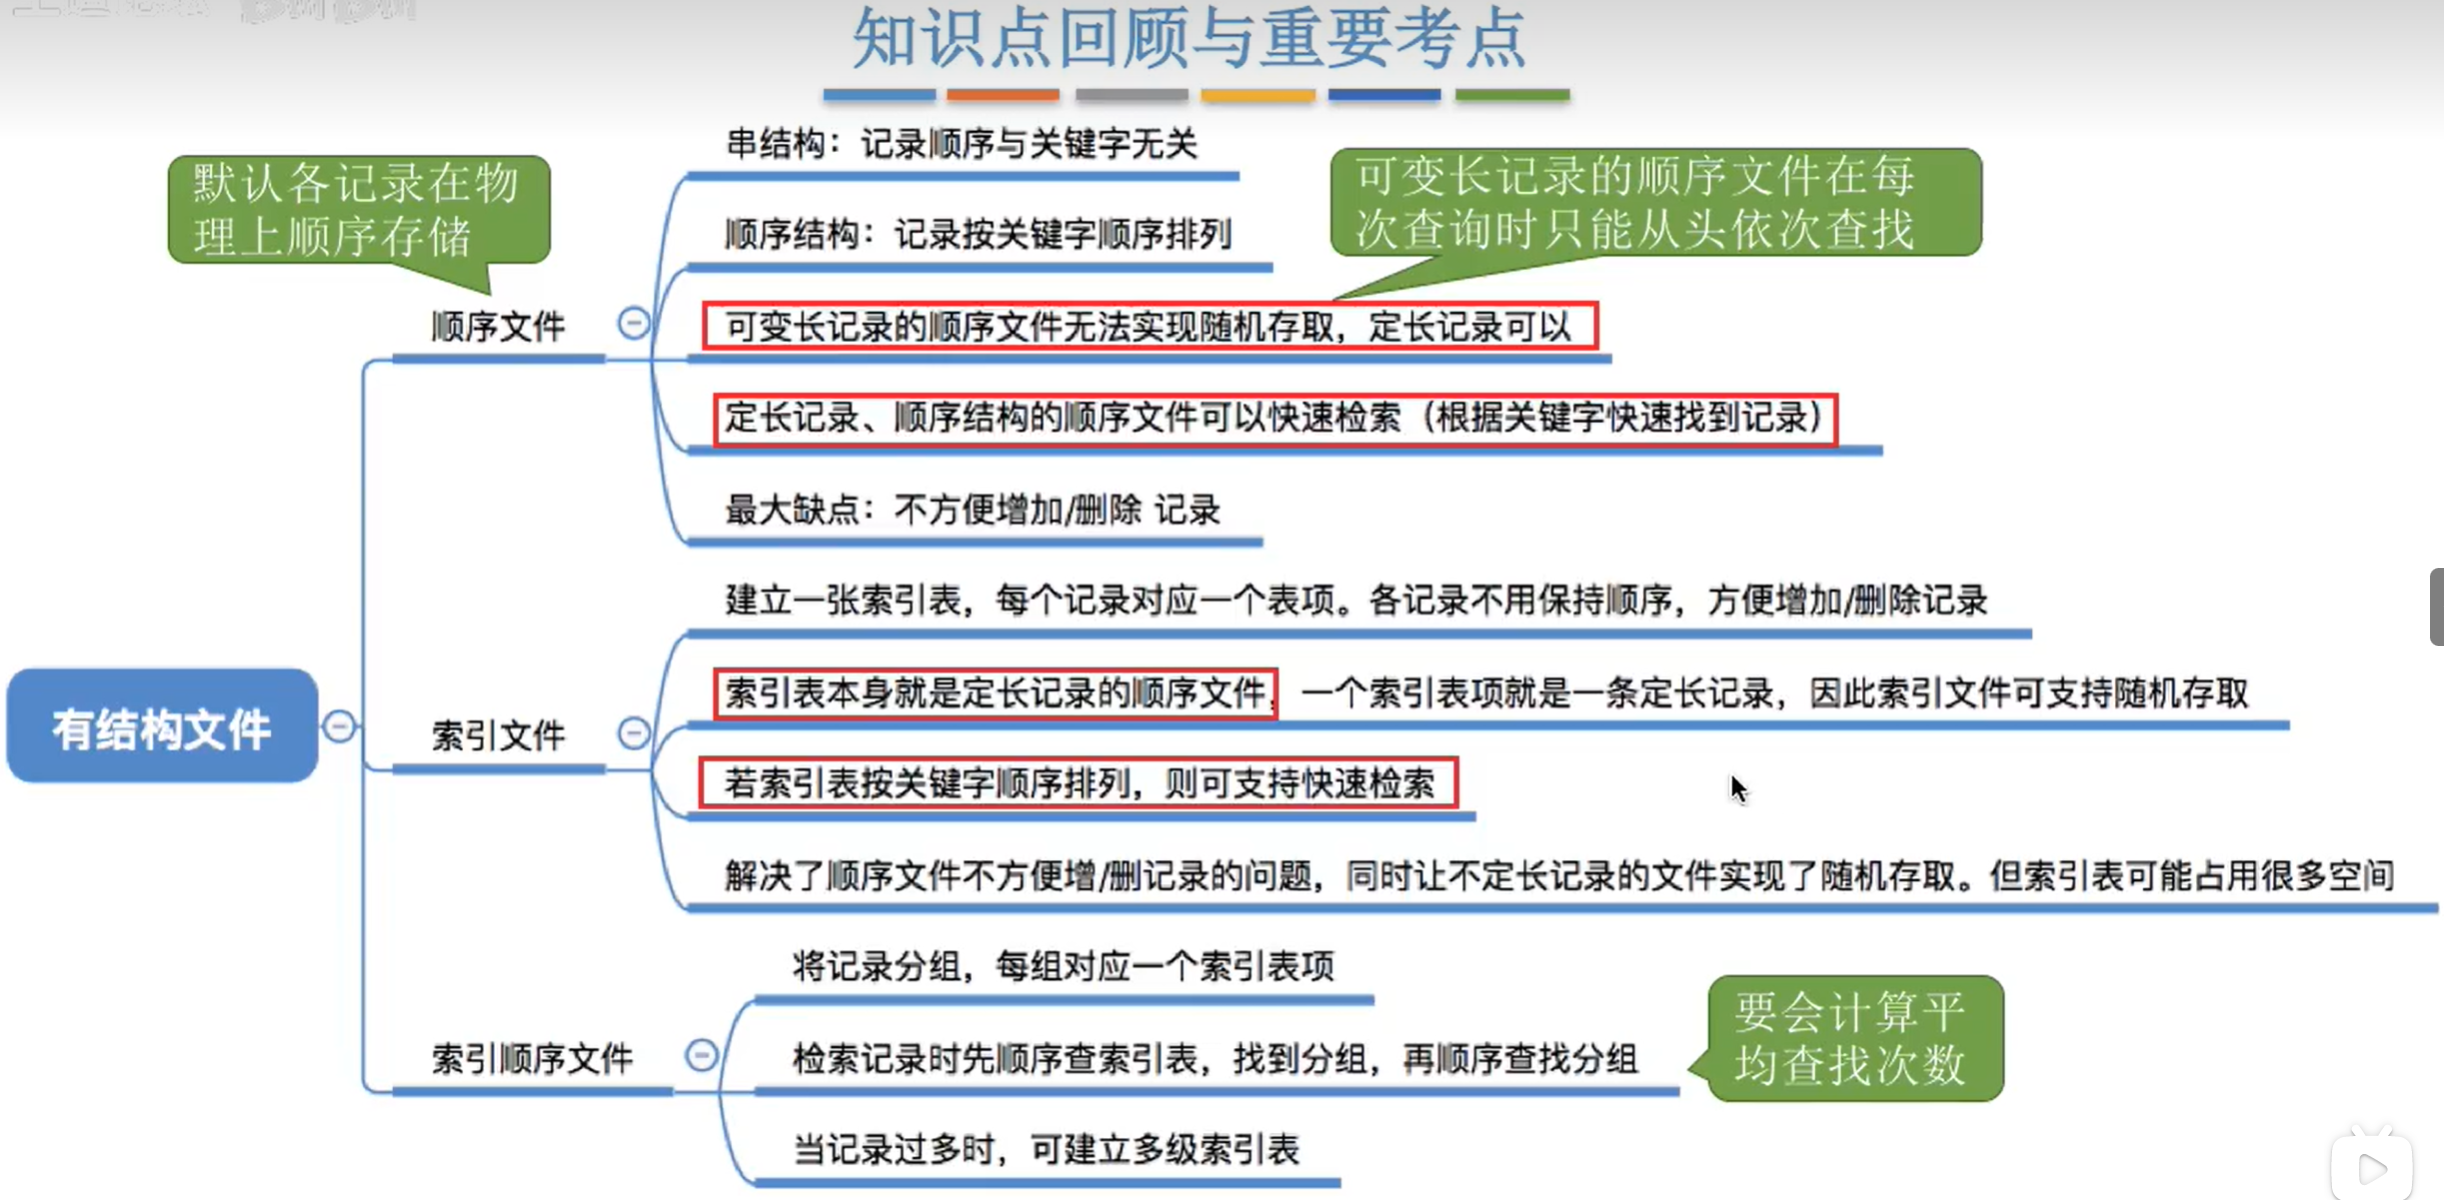 知识点回顾与重要考点
默认各记录在物
理上顺序存储
串结构：记录顺序与关键字无关
可变长记录的顺序文件在每
次查询时只能从头依次查找
顺序结构：记录按关键字顺序排列
顺序文件
可变长记录的顺序文件无法实现随机存取，定长记录可以
定长记录、顺序结构的顺序文件可以快速检索（根据关键字快速找到记录）
最大缺点：不方便增加/删除 记录
有结构文件
索引文件
建立一张索引表，每个记录对应一个表项。各记录不用保持顺序，方便增加/删除记录
索引表本身就是定长记录的顺序文件，一个索引表项就是一条定长记录，因此索引文件可支持随机存取
若索引表按关键字顺序排列，则可支持快速检索
解决了顺序文件不方便增/删记录的问题，同时让不定长记录的文件实现了随机存取。但索引表可能占用很多空间
索引顺序文件
将记录分组，每组对应一个索引表项
检索记录时先顺序查索引表，找到分组，再顺序查找分组
要会计算平
均查找次数
当记录过多时，可建立多级索引表